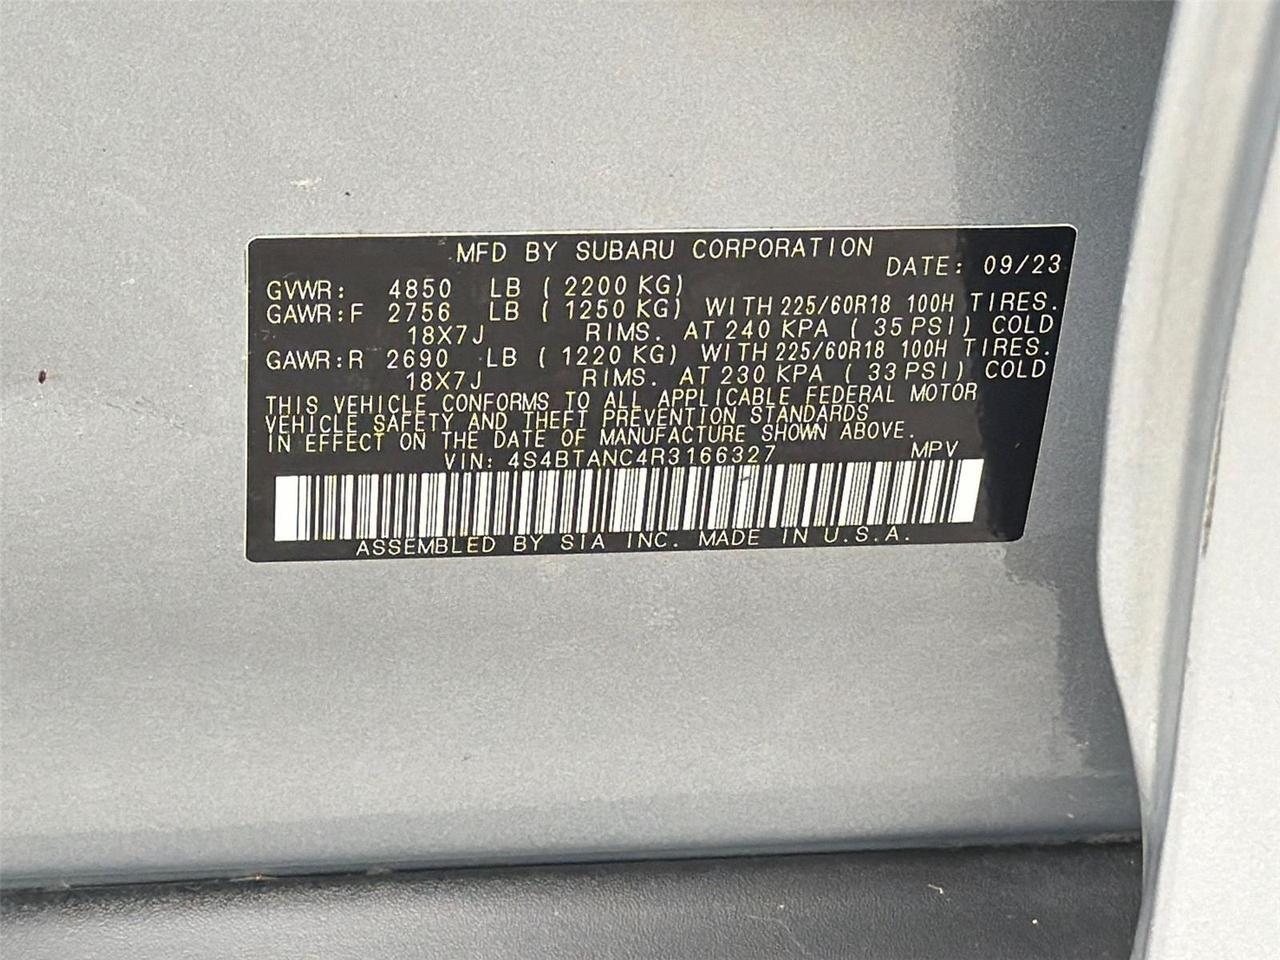 MFD BY SUBARU CORPORATION
DATE: 09/23
GVWR: 4850 LB ( 2200 KG)
GAWR:F 2756 LB ( 1250 KG) WITH 225/60R18 100H TIRES.
18X7J RIMS. AT 240 KPA ( 35 PSI) COLD
GAWR:R 2690 LB ( 1220 KG) WITH 225/60R18 100H TIRES.
18X7J RIMS. AT 230 KPA ( 33 PSI) COLD
THIS VEHICLE CONFORMS TO ALL APPLICABLE FEDERAL MOTOR
VEHICLE SAFETY AND THEFT PREVENTION STANDARDS
IN EFFECT ON THE DATE OF MANUFACTURE SHOWN ABOVE.
VIN: 4S4BTANC4R3166327 MPV
ASSEMBLED BY SIA INC. MADE IN U.S.A.